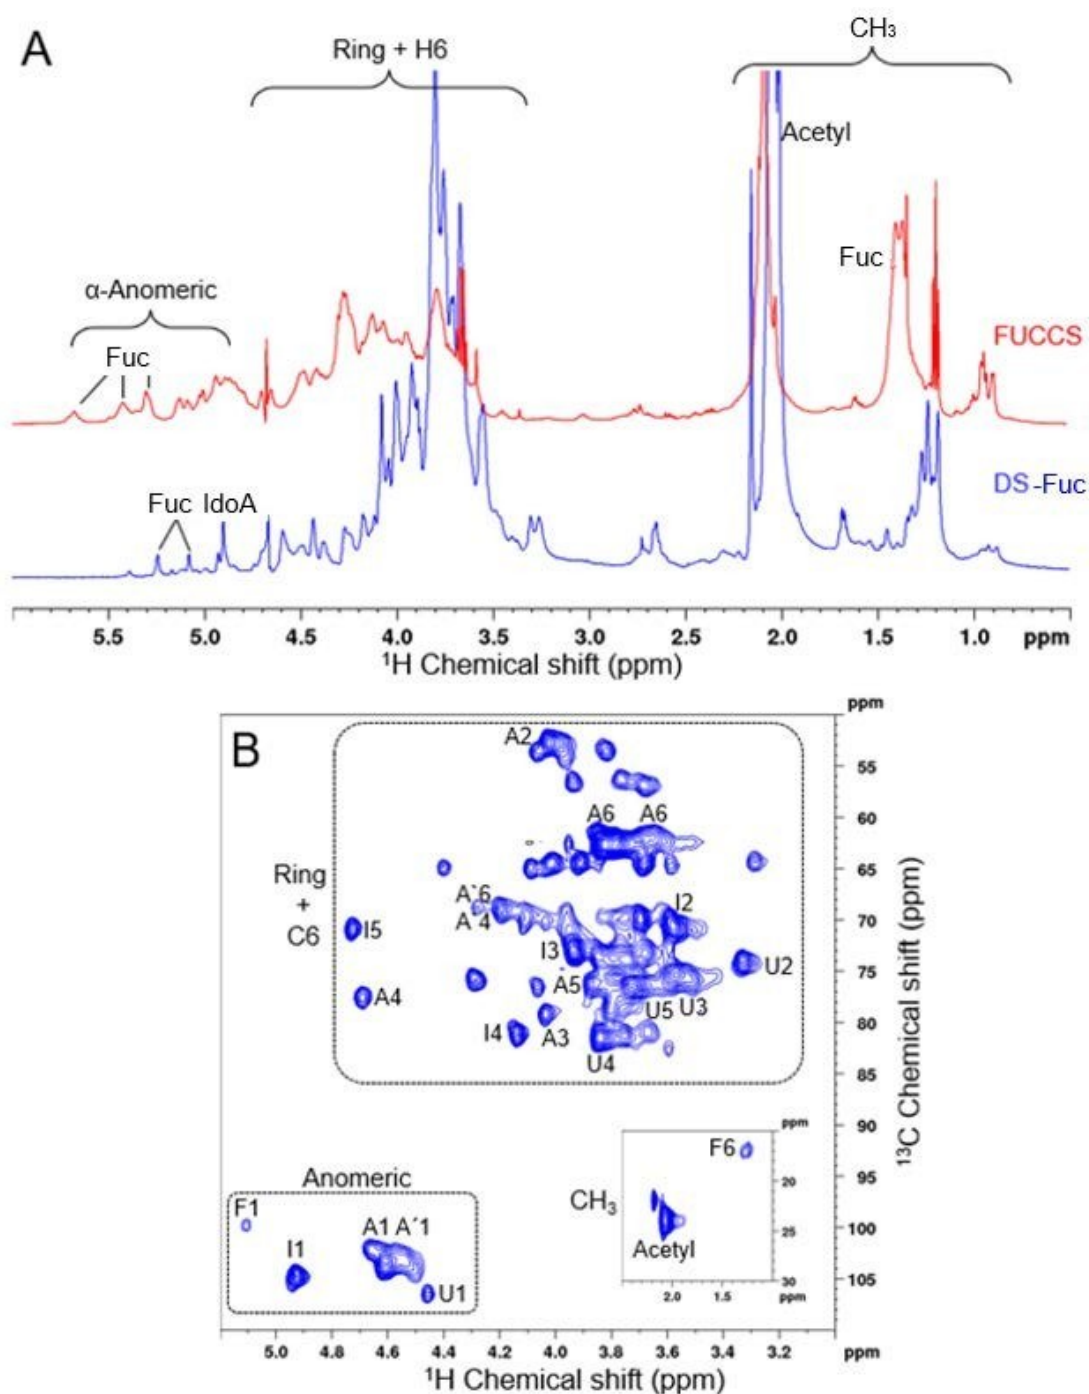 A
Ring + H6
CH₃
Acetyl
Fuc
α-Anomeric
Fuc
FUCCS
Fuc IdoA
DS-Fuc
5.5 5.0 4.5 4.0 3.5 3.0 2.5 2.0 1.5 1.0 ppm
¹H Chemical shift (ppm)
B
ppm
A2
55
A6 A6
60
65
Ring
+
C6
A`6
A´4
I2
70
I5
I3
U2
75
A4
A5
U5 U3
I4
A3
80
U4
85
90
95
100
105
¹³C Chemical shift (ppm)
ppm
F6
CH₃
20
25
Acetyl
30
2.0 1.5 ppm
Anomeric
F1
A1 A´1
I1
U1
5.0 4.8 4.6 4.4 4.2 4.0 3.8 3.6 3.4 3.2 ppm
¹H Chemical shift (ppm)